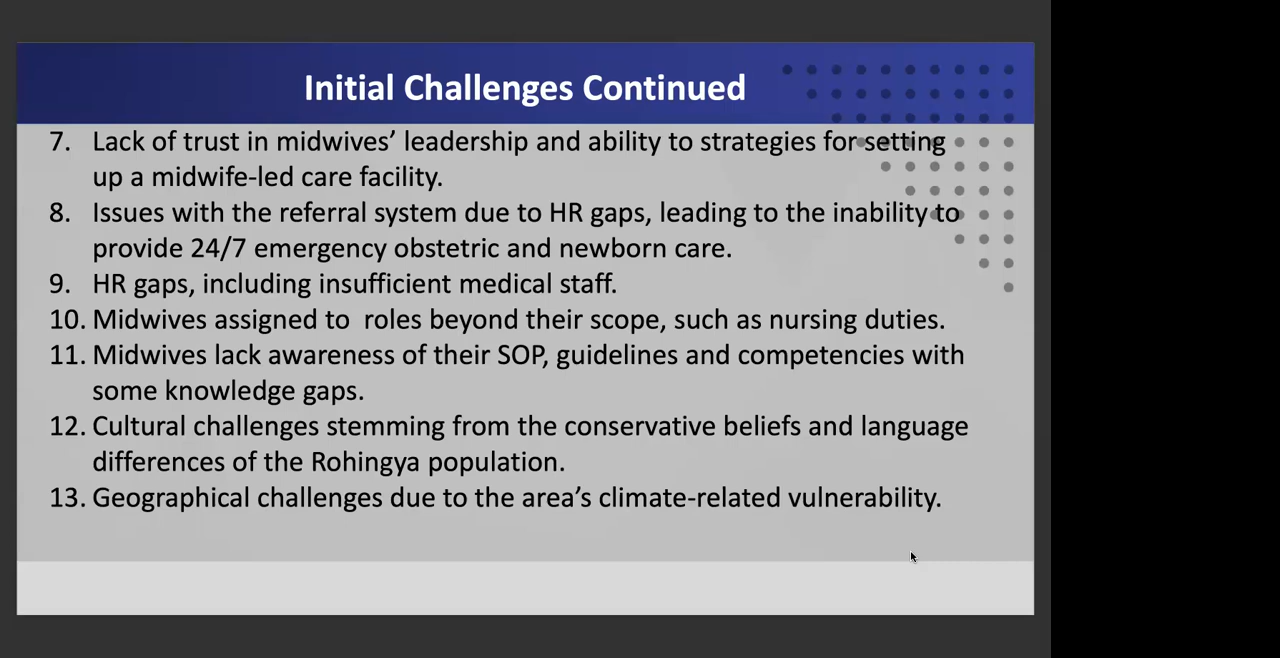 Initial Challenges Continued
7. Lack of trust in midwives’ leadership and ability to strategies for setting
up a midwife-led care facility.
8. Issues with the referral system due to HR gaps, leading to the inability to
provide 24/7 emergency obstetric and newborn care.
9. HR gaps, including insufficient medical staff.
10. Midwives assigned to  roles beyond their scope, such as nursing duties.
11. Midwives lack awareness of their SOP, guidelines and competencies with
some knowledge gaps.
12. Cultural challenges stemming from the conservative beliefs and language
differences of the Rohingya population.
13. Geographical challenges due to the area’s climate-related vulnerability.